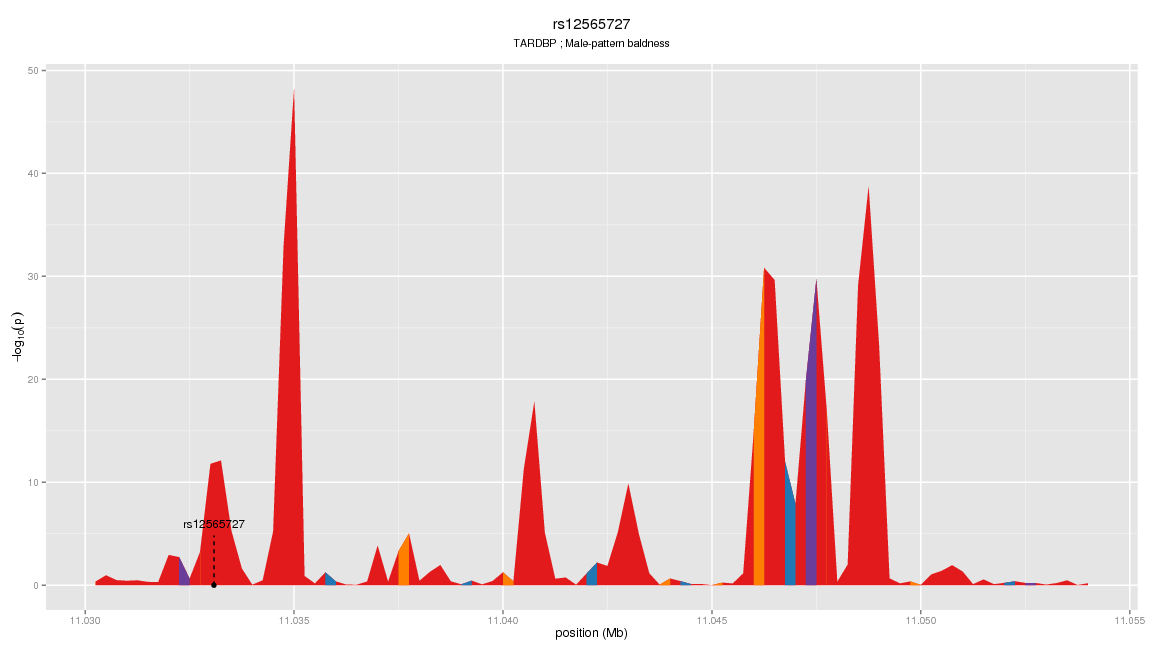 rs12565727
TARDBP ; Male-pattern baldness
50
40
30
20
10
0
−log10(p)
rs12565727
11.030 11.035 11.040 11.045 11.050 11.055
position (Mb)